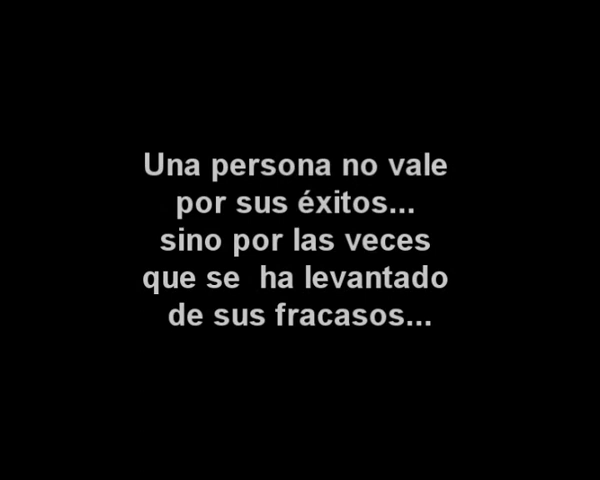 Una persona no vale
por sus éxitos...
sino por las veces
que se  ha levantado
de sus fracasos...